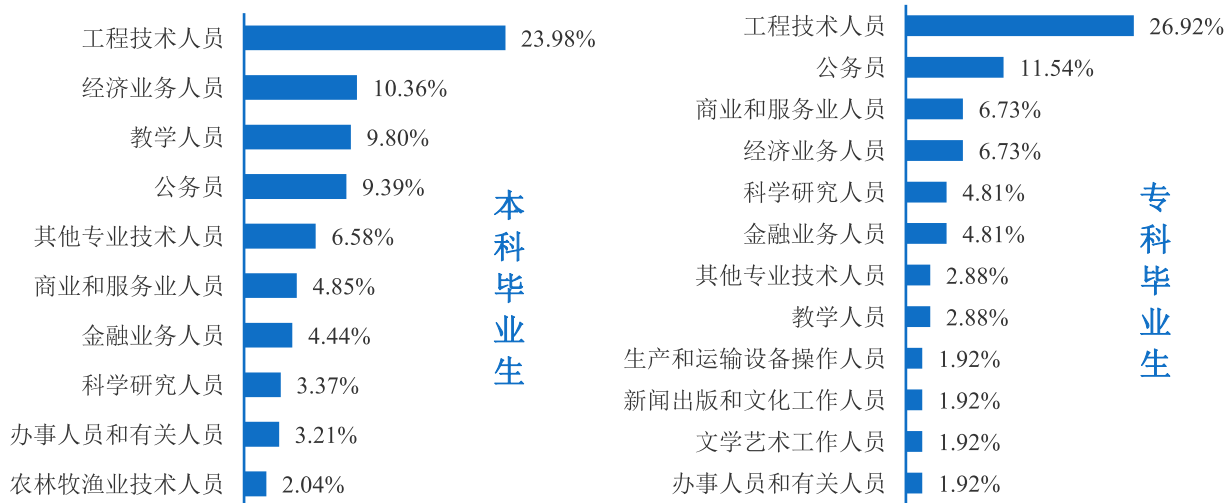 工程技术人员 23.98%
经济业务人员 10.36%
教学人员 9.80%
公务员 9.39%
其他专业技术人员 6.58%
商业和服务业人员 4.85%
金融业务人员 4.44%
科学研究人员 3.37%
办事人员和有关人员 3.21%
农林牧渔业技术人员 2.04%
本科毕业生
工程技术人员 26.92%
公务员 11.54%
商业和服务业人员 6.73%
经济业务人员 6.73%
科学研究人员 4.81%
金融业务人员 4.81%
其他专业技术人员 2.88%
教学人员 2.88%
生产和运输设备操作人员 1.92%
新闻出版和文化工作人员 1.92%
文学艺术工作人员 1.92%
办事人员和有关人员 1.92%
专科毕业生